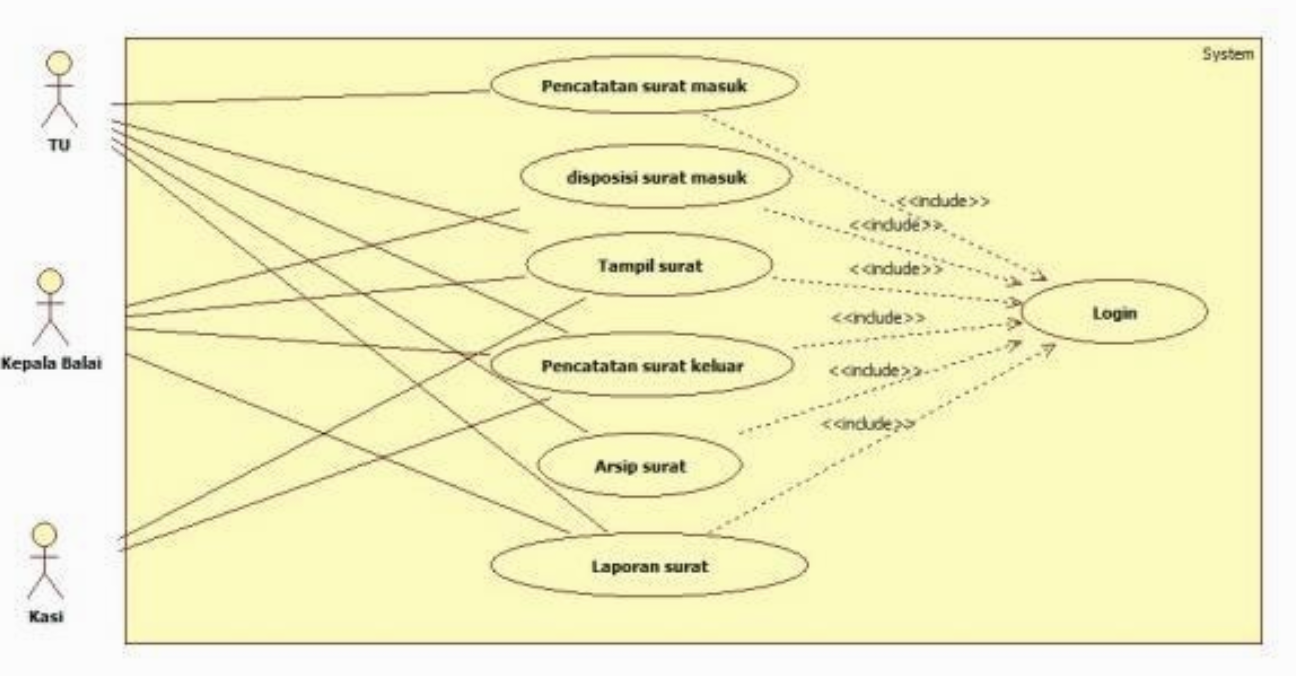 System
TU
Pencatatan surat masuk
disposisi surat masuk
<<include>>
<<include>>
Tampil surat
<<include>>
Kepala Balai
Login
<<include>>
Pencatatan surat keluar
<<include>>
<<include>>
Arsip surat
Kasi
Laporan surat